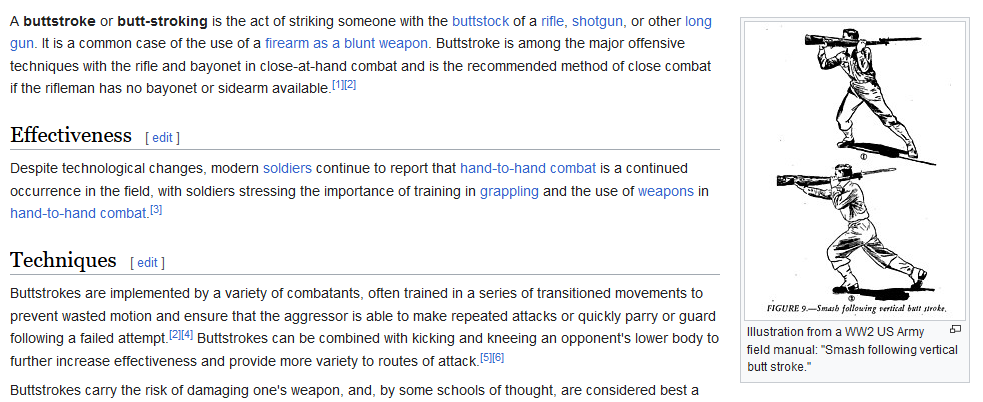 A buttstroke or butt-stroking is the act of striking someone with the buttstock of a rifle, shotgun, or other long
gun. It is a common case of the use of a firearm as a blunt weapon. Buttstroke is among the major offensive
techniques with the rifle and bayonet in close-at-hand combat and is the recommended method of close combat
if the rifleman has no bayonet or sidearm available.[1][2]
Effectiveness [ edit ]
Despite technological changes, modern soldiers continue to report that hand-to-hand combat is a continued
occurrence in the field, with soldiers stressing the importance of training in grappling and the use of weapons in
hand-to-hand combat.[3]
Techniques [ edit ]
Buttstrokes are implemented by a variety of combatants, often trained in a series of transitioned movements to
prevent wasted motion and ensure that the aggressor is able to make repeated attacks or quickly parry or guard
following a failed attempt.[2][4] Buttstrokes can be combined with kicking and kneeing an opponent's lower body to
further increase effectiveness and provide more variety to routes of attack.[5][6]
Buttstrokes carry the risk of damaging one's weapon, and, by some schools of thought, are considered best a
①
②
FIGURE 9.—Smash following vertical butt stroke.
Illustration from a WW2 US Army
field manual: "Smash following vertical
butt stroke."